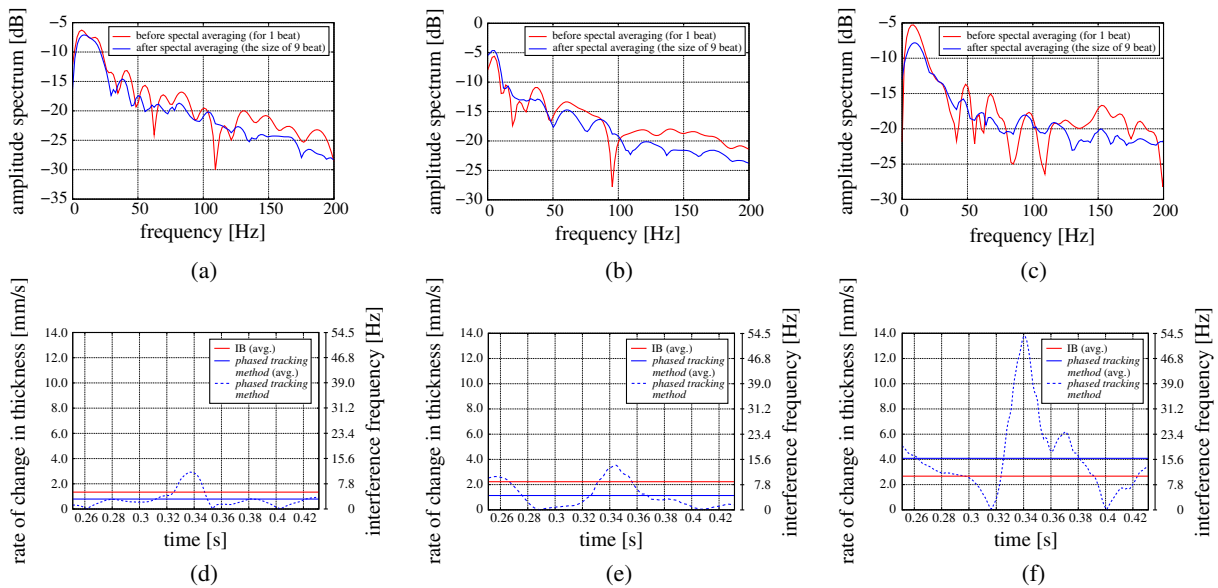 amplitude spectrum [dB]
−5
−10
−15
−20
−25
−30
−35
0
50
100
150
200
before spectal averaging (for 1 beat)
after spectal averaging (the size of 9 beat)
frequency [Hz]
(a)
amplitude spectrum [dB]
0
−5
−10
−15
−20
−25
−30
0
50
100
150
200
before spectal averaging (for 1 beat)
after spectal averaging (the size of 9 beat)
frequency [Hz]
(b)
amplitude spectrum [dB]
−5
−10
−15
−20
−25
−30
0
50
100
150
200
before spectal averaging (for 1 beat)
after spectal averaging (the size of 9 beat)
frequency [Hz]
(c)
rate of change in thickness [mm/s]
14.0
12.0
10.0
8.0
6.0
4.0
2.0
0.0
0.26
0.28
0.3
0.32
0.34
0.36
0.38
0.4
0.42
IB (avg.)
phased tracking
method (avg.)
phased tracking
method
54.5
46.8
39.0
31.2
23.4
15.6
7.8
0
interference frequency [Hz]
time [s]
(d)
rate of change in thickness [mm/s]
14.0
12.0
10.0
8.0
6.0
4.0
2.0
0.0
0.26
0.28
0.3
0.32
0.34
0.36
0.38
0.4
0.42
IB (avg.)
phased tracking
method (avg.)
phased tracking
method
54.5
46.8
39.0
31.2
23.4
15.6
7.8
0
interference frequency [Hz]
time [s]
(e)
rate of change in thickness [mm/s]
14.0
12.0
10.0
8.0
6.0
4.0
2.0
0.0
0.26
0.28
0.3
0.32
0.34
0.36
0.38
0.4
0.42
IB (avg.)
phased tracking
method (avg.)
phased tracking
method
54.5
46.8
39.0
31.2
23.4
15.6
7.8
0
interference frequency [Hz]
time [s]
(f)